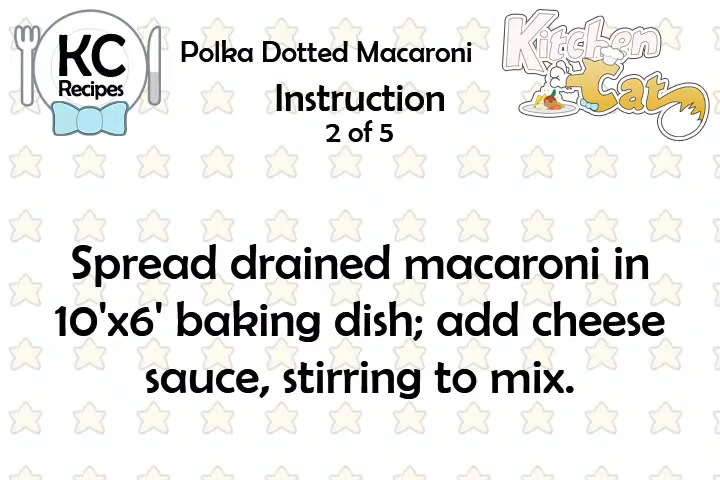 KC
Recipes
Polka Dotted Macaroni
Kitchen
Cat
Instruction
2 of 5
Spread drained macaroni in
10'x6' baking dish; add cheese
sauce, stirring to mix.